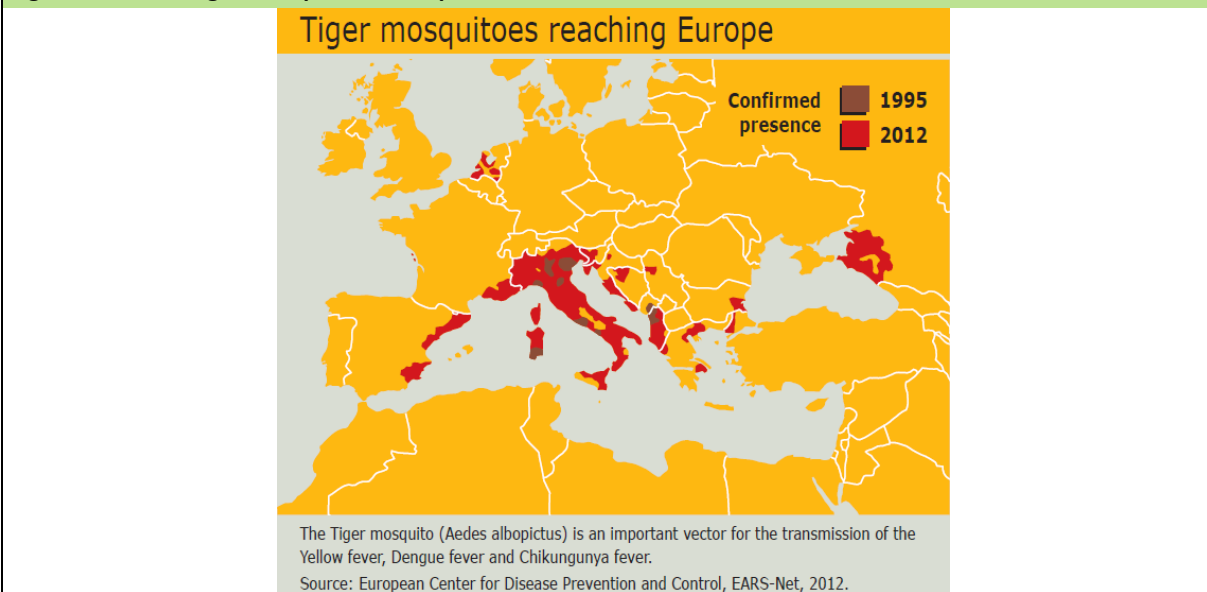 Tiger mosquitoes reaching Europe
Confirmed
presence
1995
2012
The Tiger mosquito (Aedes albopictus) is an important vector for the transmission of the
Yellow fever, Dengue fever and Chikungunya fever.
Source: European Center for Disease Prevention and Control, EARS-Net, 2012.